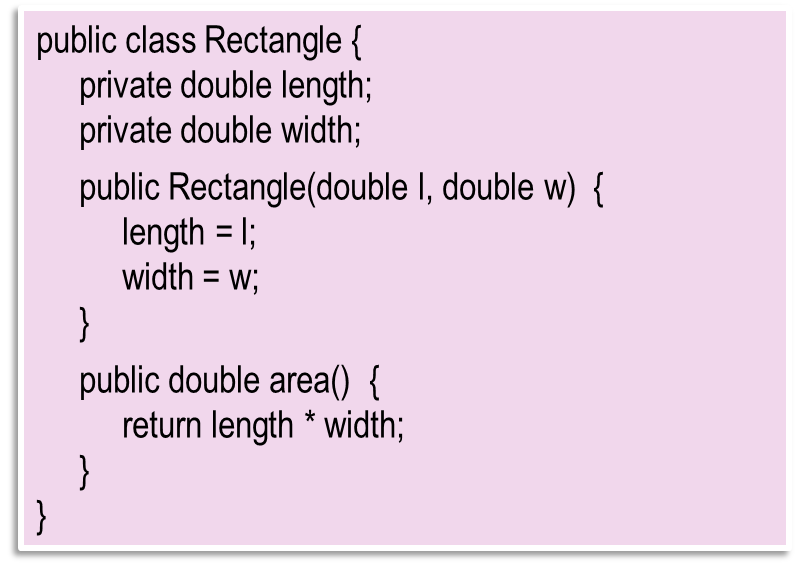 public class Rectangle {
private double length;
private double width;
public Rectangle(double l, double w)  {
length = l;
width = w;
}
public double area()  {
return length * width;
}
}